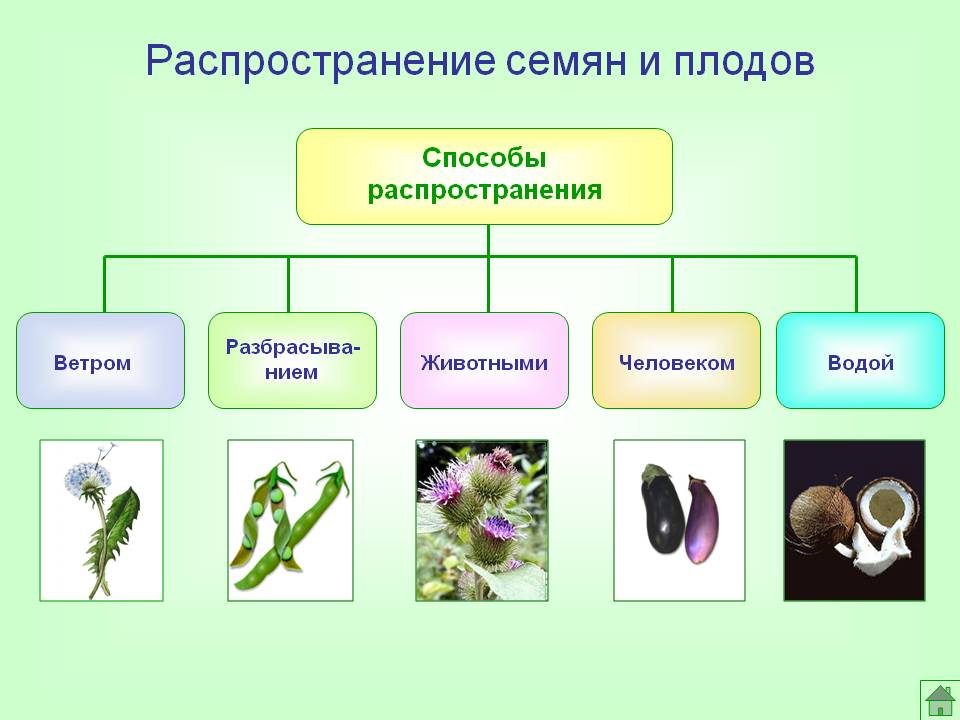 Распространение семян и плодов
Способы
распространения
Ветром
Разбрасыва-
нием
Животными
Человеком
Водой